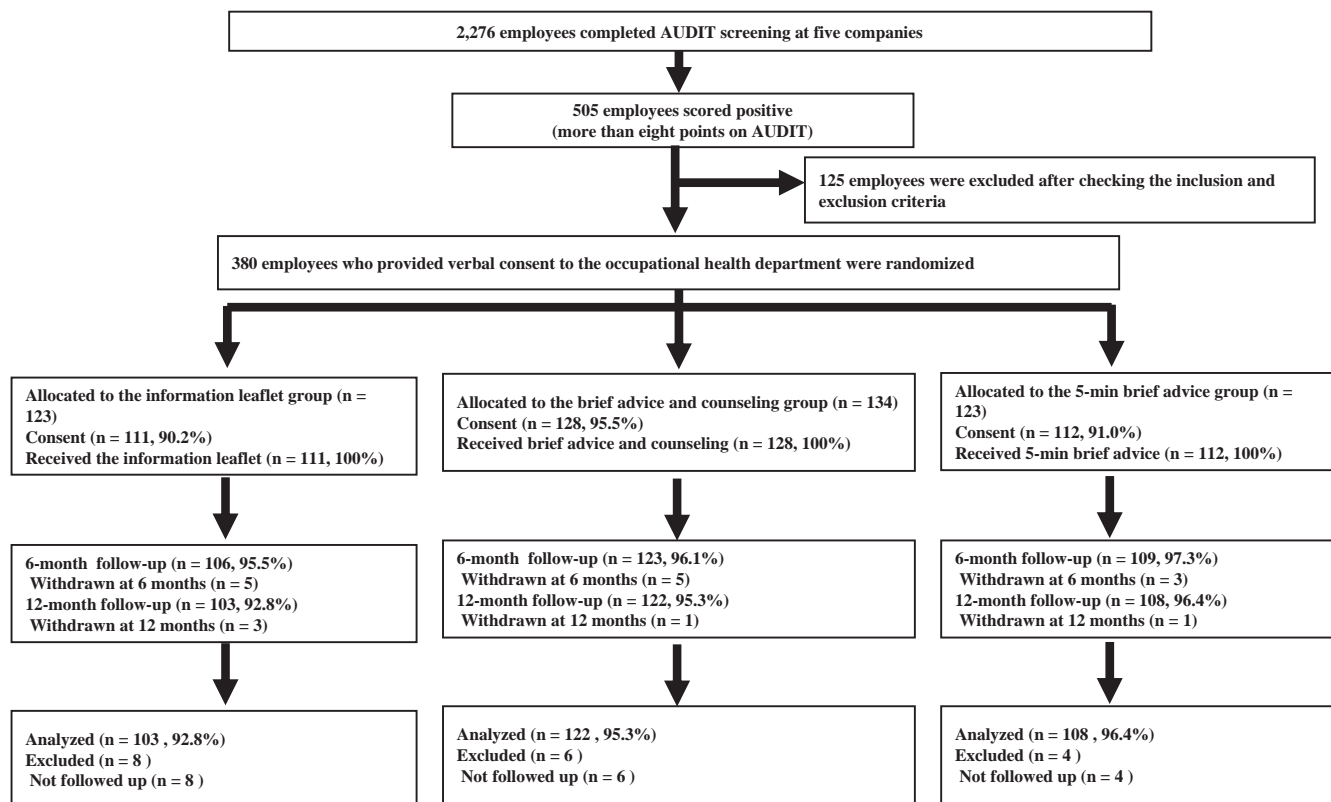 2,276 employees completed AUDIT screening at five companies
505 employees scored positive
(more than eight points on AUDIT)
125 employees were excluded after checking the inclusion and
exclusion criteria
380 employees who provided verbal consent to the occupational health department were randomized
Allocated to the information leaflet group (n =
123)
Consent (n = 111, 90.2%)
Received the information leaflet (n = 111, 100%)
Allocated to the brief advice and counseling group (n = 134)
Consent (n = 128, 95.5%)
Received brief advice and counseling (n = 128, 100%)
Allocated to the 5-min brief advice group (n =
123)
Consent (n = 112, 91.0%)
Received 5-min brief advice (n = 112, 100%)
6-month follow-up (n = 106, 95.5%)
Withdrawn at 6 months (n = 5)
12-month follow-up (n = 103, 92.8%)
Withdrawn at 12 months (n = 3)
6-month follow-up (n = 123, 96.1%)
Withdrawn at 6 months (n = 5)
12-month follow-up (n = 122, 95.3%)
Withdrawn at 12 months (n = 1)
6-month follow-up (n = 109, 97.3%)
Withdrawn at 6 months (n = 3)
12-month follow-up (n = 108, 96.4%)
Withdrawn at 12 months (n = 1)
Analyzed (n = 103 , 92.8%)
Excluded (n = 8 )
Not followed up (n = 8 )
Analyzed (n = 122 , 95.3%)
Excluded (n = 6 )
Not followed up (n = 6 )
Analyzed (n = 108 , 96.4%)
Excluded (n = 4 )
Not followed up (n = 4 )